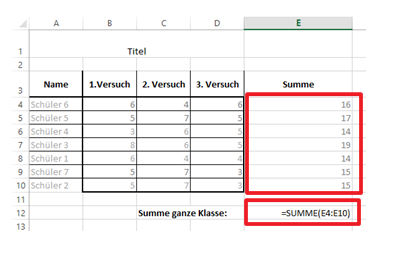 A B C D E
1 Titel
2
3 Name 1.Versuch 2. Versuch 3. Versuch Summe
4 Schüler 6 6 4 6 16
5 Schüler 5 5 7 5 17
6 Schüler 4 3 6 5 14
7 Schüler 3 8 6 5 19
8 Schüler 1 6 4 4 14
9 Schüler 7 5 7 3 15
10 Schüler 2 5 7 3 15
11
12 Summe ganze Klasse: =SUMME(E4:E10)
13